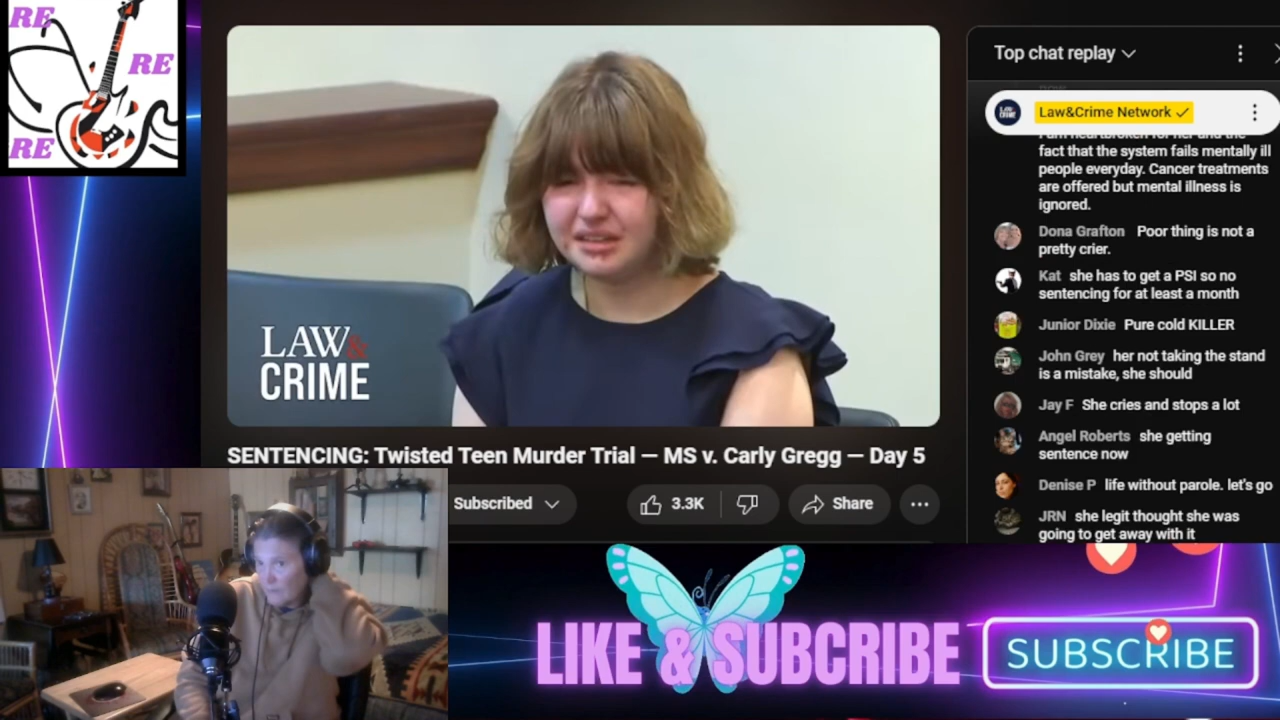 RE
RE
RE
LAW&
CRIME
SENTENCING: Twisted Teen Murder Trial — MS v. Carly Gregg — Day 5
Subscribed
3.3K
Share
Top chat replay
Law&Crime Network
fact that the system fails mentally ill
people everyday. Cancer treatments
are offered but mental illness is
ignored.
Dona Grafton Poor thing is not a
pretty crier.
Kat she has to get a PSI so no
sentencing for at least a month
Junior Dixie Pure cold KILLER
John Grey her not taking the stand
is a mistake, she should
Jay F She cries and stops a lot
Angel Roberts she getting
sentence now
Denise P life without parole. let's go
JRN she legit thought she was
going to get away with it
LIKE & SUBCRIBE
SUBSCRIBE